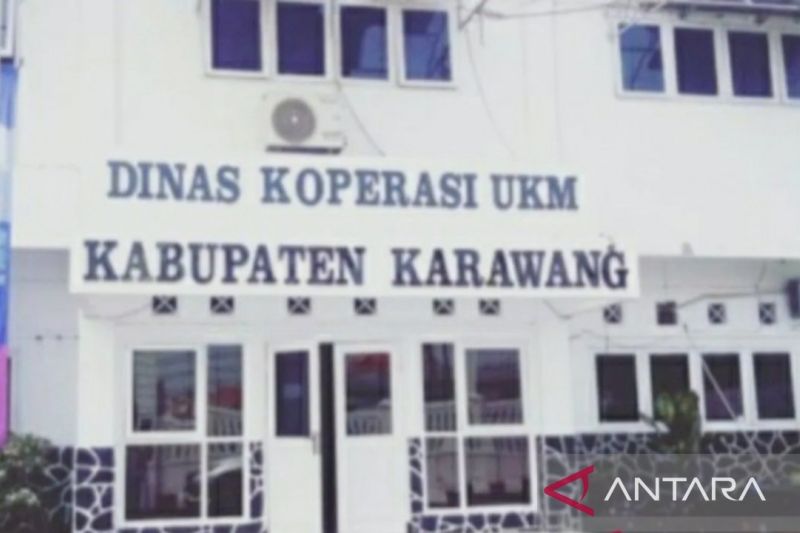 DINAS KOPERASI UKM
KABUPATEN KARAWANG
ANTARA